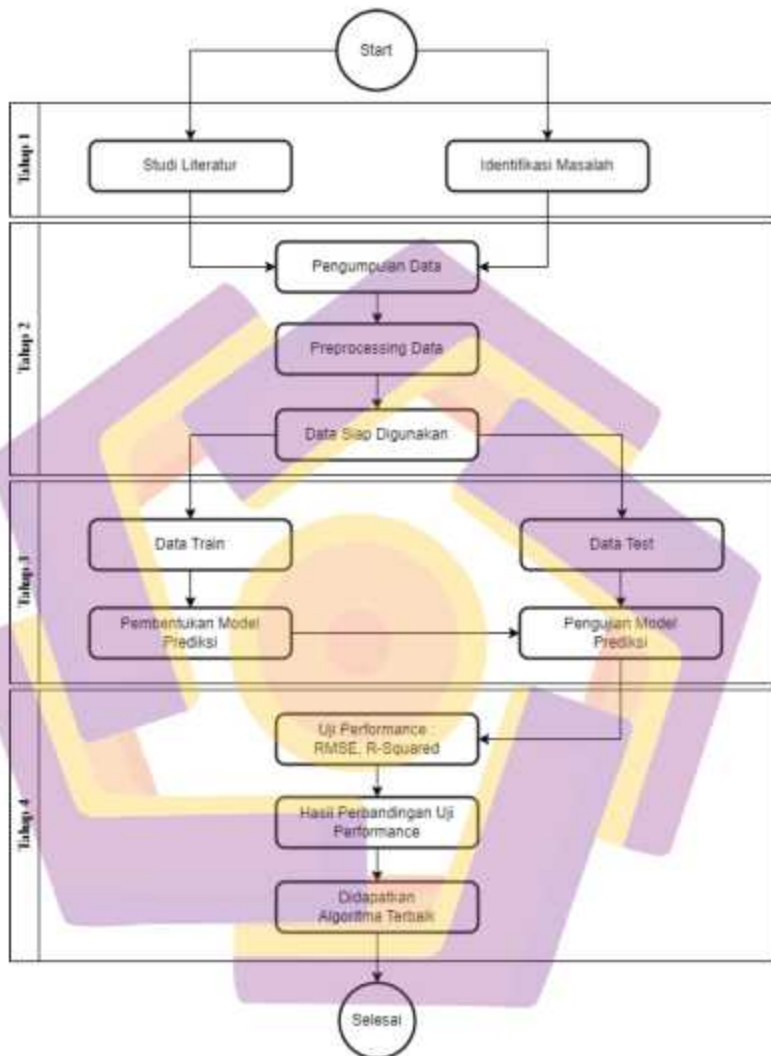 Start
Tahap 1
Studi Literatur
Identifikasi Masalah
Tahap 2
Pengumpulan Data
Preprocessing Data
Data Siap Digunakan
Tahap 3
Data Train
Data Test
Pembentukan Model
Prediksi
Pengujian Model
Prediksi
Tahap 4
Uji Performance :
RMSE, R-Squared
Hasil Perbandingan Uji
Performance
Didapatkan
Algoritma Terbaik
Selesai